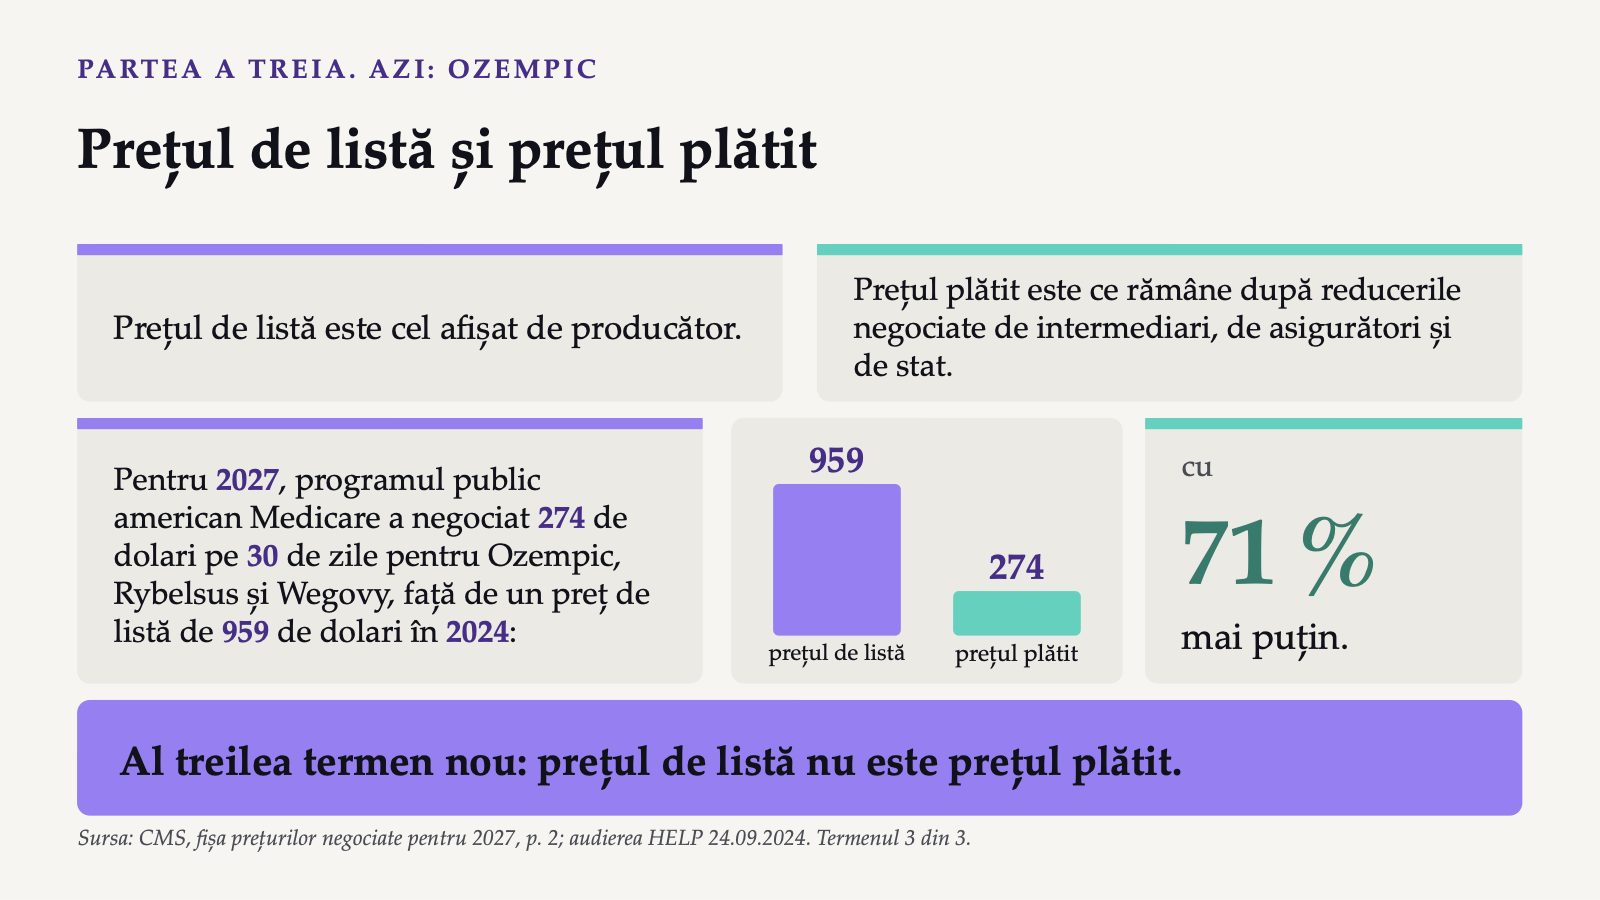 PARTEA A TREIA. AZI: OZEMPIC
Prețul de listă și prețul plătit
Prețul de listă este cel afișat de producător.
Prețul plătit este ce rămâne după reducerile
negociate de intermediari, de asigurători și
de stat.
Pentru 2027, programul public
american Medicare a negociat 274 de
dolari pe 30 de zile pentru Ozempic,
Rybelsus și Wegovy, față de un preț de
listă de 959 de dolari în 2024:
959
274
prețul de listă
prețul plătit
cu
71 %
mai puțin.
Al treilea termen nou: prețul de listă nu este prețul plătit.
Sursa: CMS, fișa prețurilor negociate pentru 2027, p. 2; audierea HELP 24.09.2024. Termenul 3 din 3.